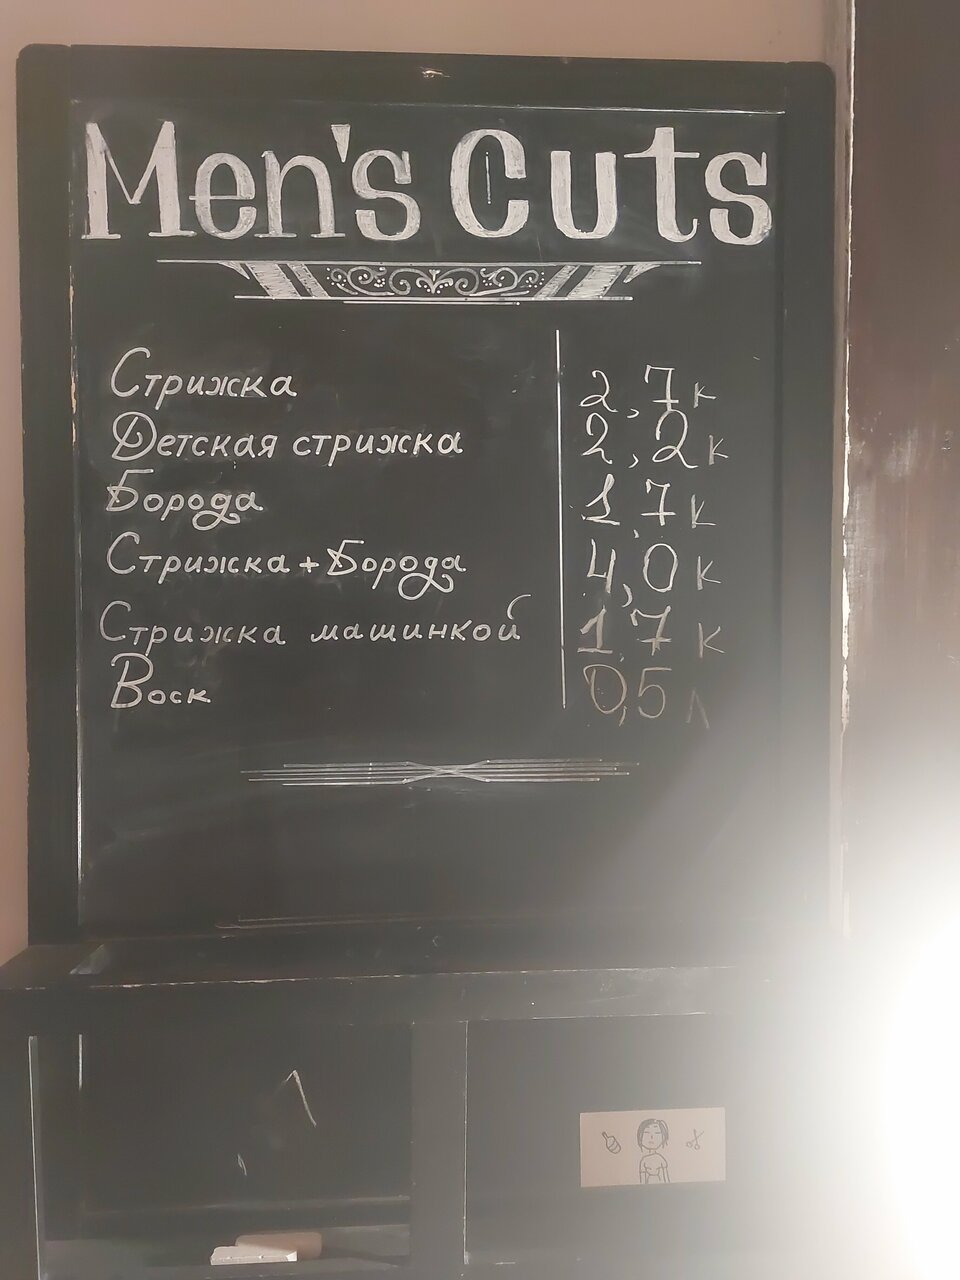 Men's Cuts
Стрижка 2,7к
Детская стрижка 2,2к
Борода 1,7к
Стрижка + Борода 4,0к
Стрижка машинкой 1,7к
Воск 0,5